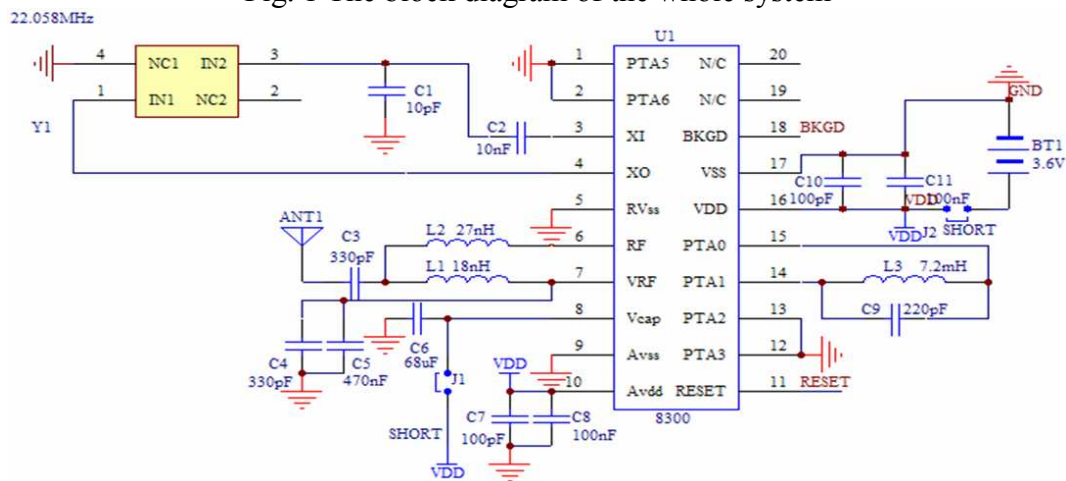 Fig. 1 The block diagram of the whole system
22.058MHz
U1
4 NC1 IN2 3
1 IN1 NC2 2
Y1
C1
10pF
C2
10nF
1 PTA5 N/C 20
2 PTA6 N/C 19
3 XI BKGD 18 BKGD
4 XO VSS 17
5 RVss VDD 16
6 RF PTA0 15
7 VRF PTA1 14
8 Vcap PTA2 13
9 Avss PTA3 12
10 Avdd RESET 11 RESET
8300
GND
BT1
3.6V
C10
100pF
C11
100nF
VDD
VDD
J2
SHORT
ANT1
C3
330pF
L2 27nH
L1 18nH
L3 7.2mH
C9 220pF
C4
330pF
C5
470nF
C6
68uF
J1
SHORT
VDD
VDD
C7
100pF
C8
100nF